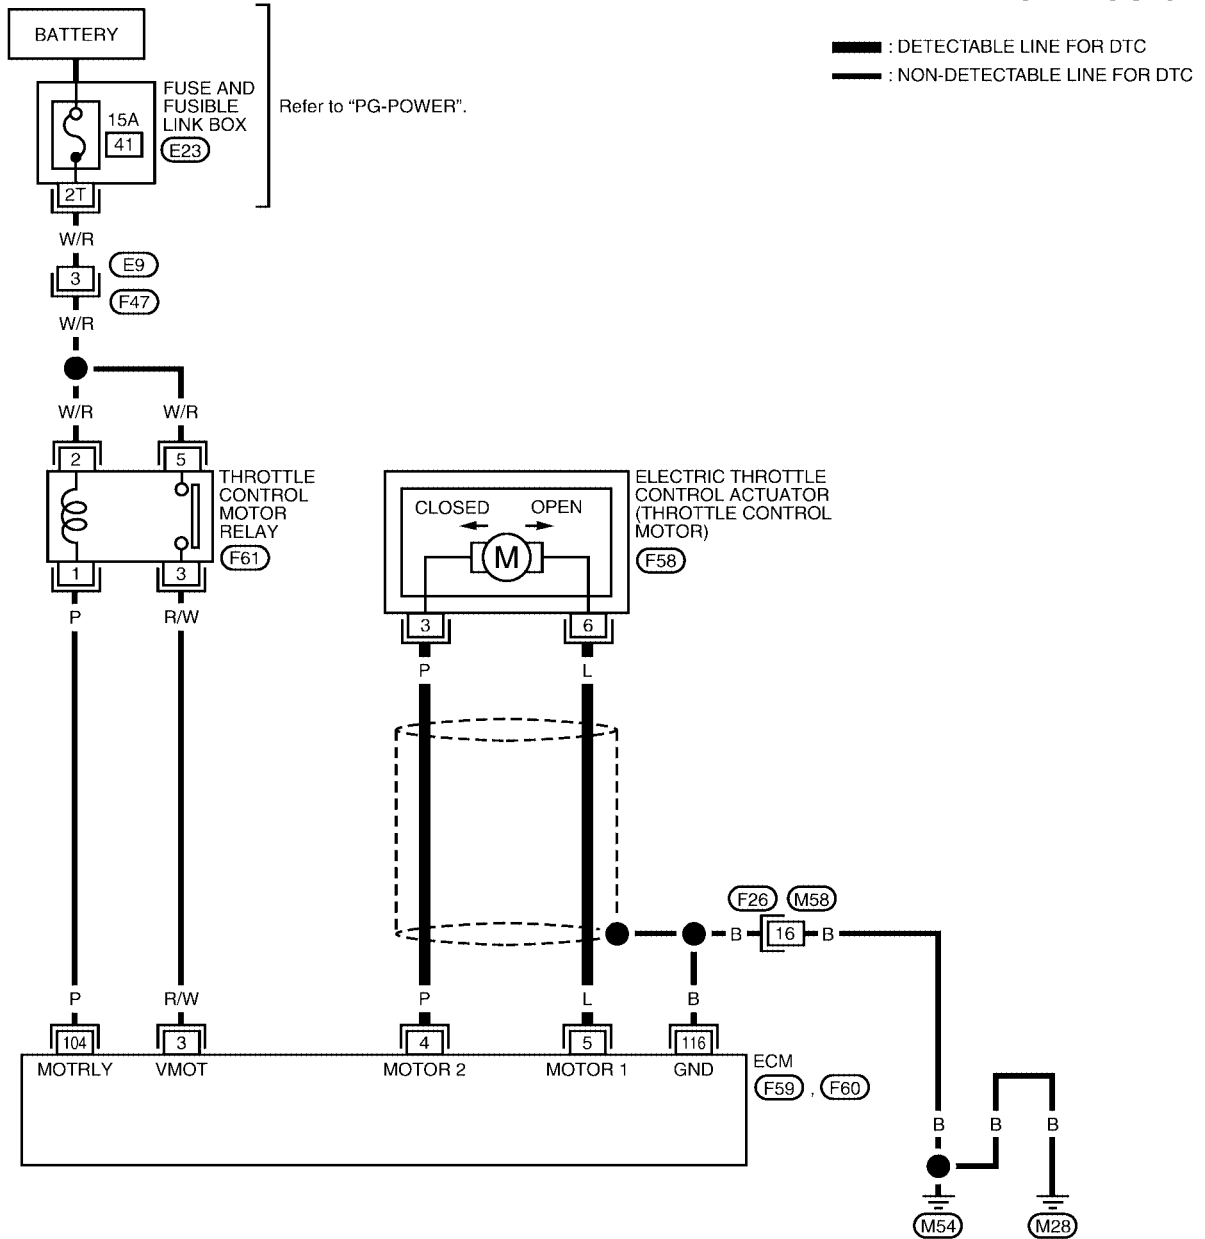 BATTERY
: DETECTABLE LINE FOR DTC
: NON-DETECTABLE LINE FOR DTC
FUSE AND
FUSIBLE
LINK BOX
E23
15A
41
Refer to “PG-POWER”.
2T
W/R
E9
3
F47
W/R
W/R W/R
2 5
THROTTLE
CONTROL
MOTOR
RELAY
F61
CLOSED OPEN
M
ELECTRIC THROTTLE
CONTROL ACTUATOR
(THROTTLE CONTROL
MOTOR)
F58
1 3
P R/W
3 6
P L
F26 M58
B 16 B
P R/W P L B
104 3 4 5 116
MOTRLY VMOT MOTOR 2 MOTOR 1 GND
ECM
F59 , F60
B B B
M54 M28